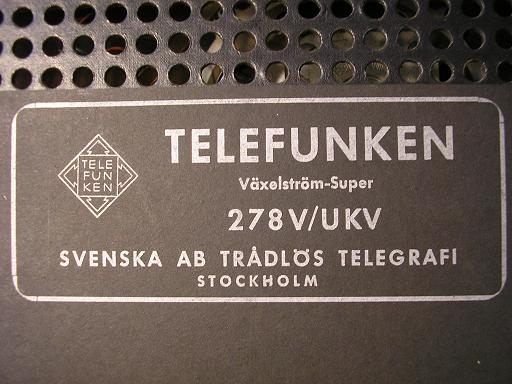 TELE
FUN
KEN
TELEFUNKEN
Växelström-Super
278V/UKV
SVENSKA AB TRÅDLÖS TELEGRAFI
STOCKHOLM